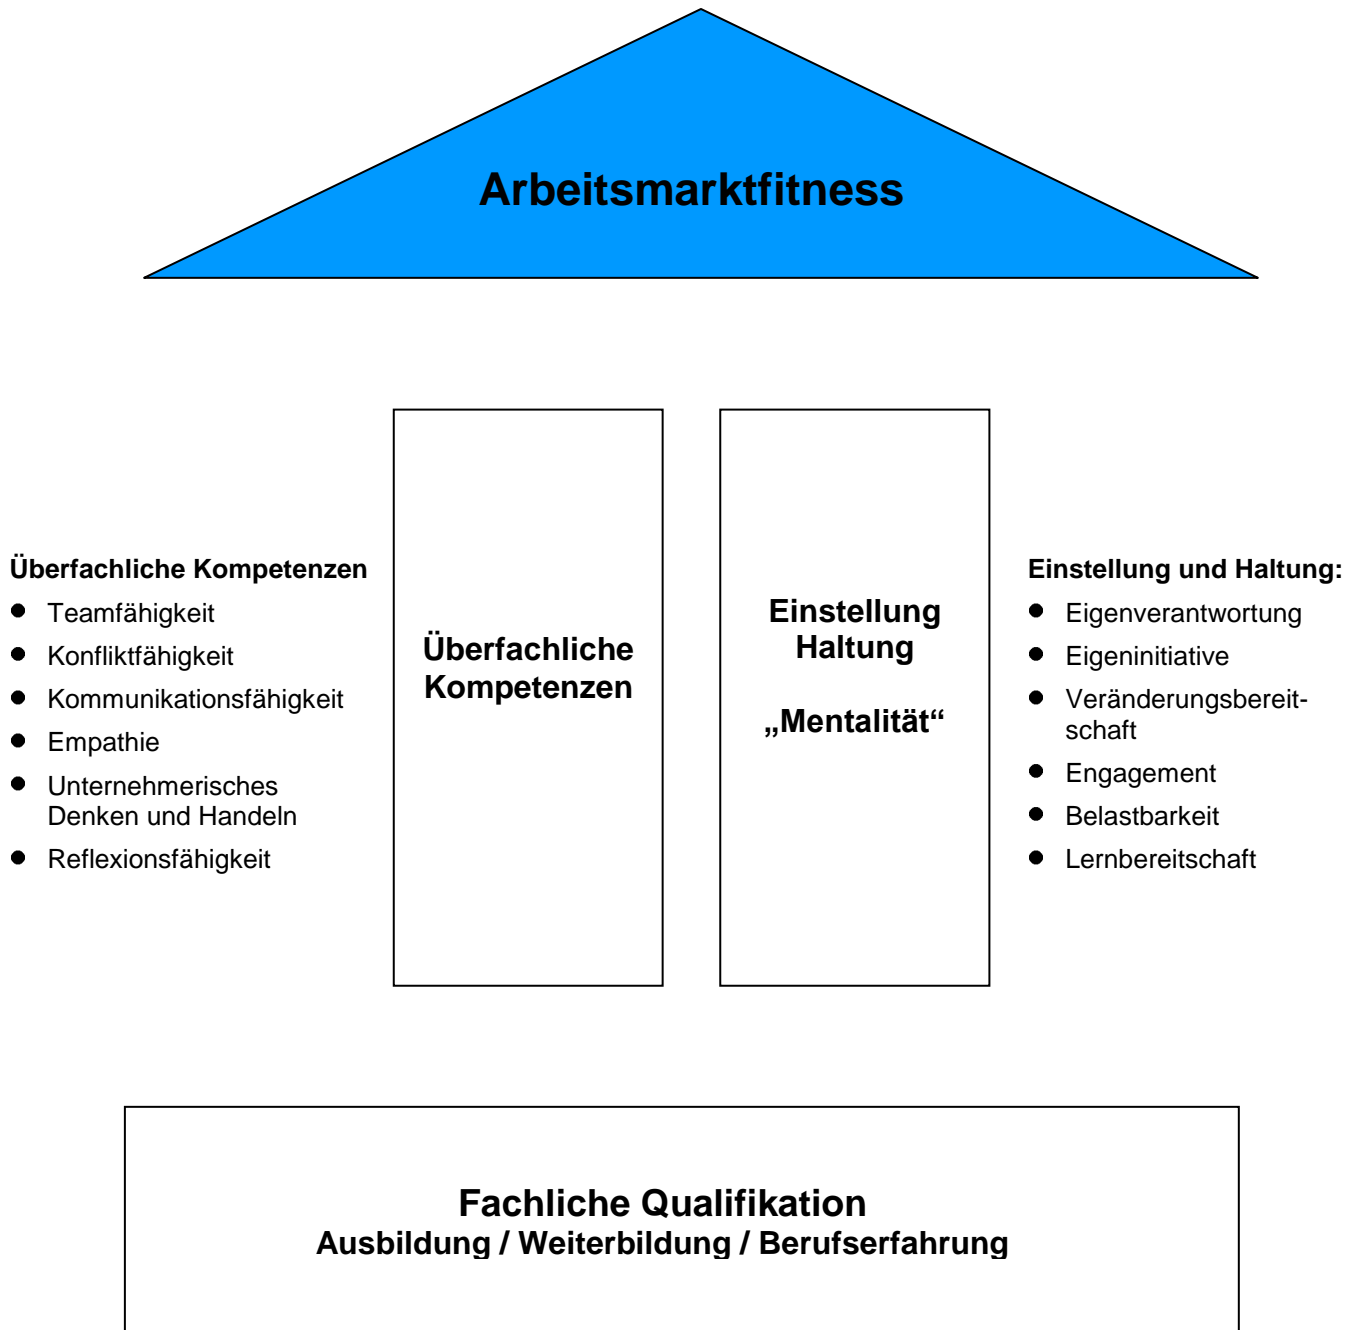 Arbeitsmarktfitness
Überfachliche Kompetenzen
● Teamfähigkeit
● Konfliktfähigkeit
● Kommunikationsfähigkeit
● Empathie
● Unternehmerisches
Denken und Handeln
● Reflexionsfähigkeit
Überfachliche
Kompetenzen
Einstellung
Haltung
„Mentalität“
Einstellung und Haltung:
● Eigenverantwortung
● Eigeninitiative
● Veränderungsbereit-
schaft
● Engagement
● Belastbarkeit
● Lernbereitschaft
Fachliche Qualifikation
Ausbildung / Weiterbildung / Berufserfahrung